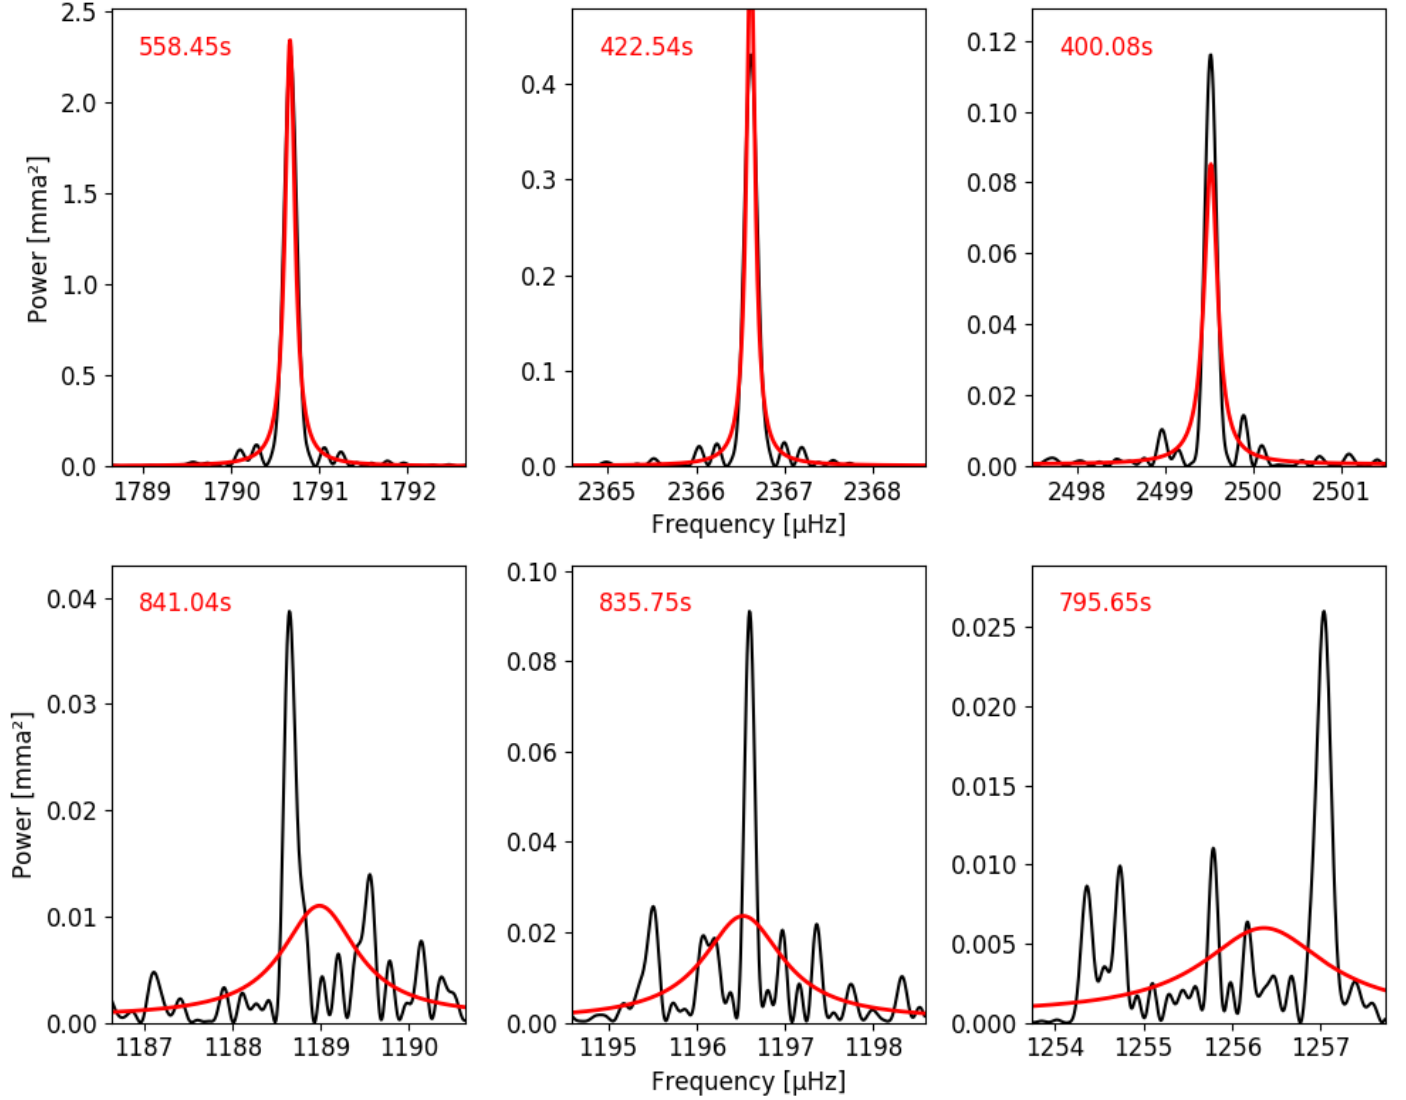 558.45s
422.54s
400.08s
2.5
2.0
1.5
1.0
0.5
0.0
0.4
0.3
0.2
0.1
0.0
0.12
0.10
0.08
0.06
0.04
0.02
0.00
Power [mma²]
1789 1790 1791 1792
2365 2366 2367 2368
2498 2499 2500 2501
Frequency [μHz]
841.04s
835.75s
795.65s
0.04
0.03
0.02
0.01
0.00
0.10
0.08
0.06
0.04
0.02
0.00
0.025
0.020
0.015
0.010
0.005
0.000
Power [mma²]
1187 1188 1189 1190
1195 1196 1197 1198
1254 1255 1256 1257
Frequency [μHz]